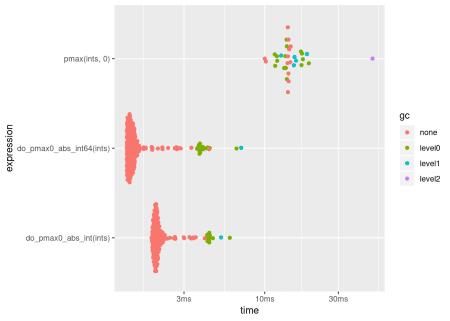 pmax(ints, 0)
do_pmax0_abs_int64(ints)
do_pmax0_abs_int(ints)
expression
3ms 10ms 30ms
time
gc
none
level0
level1
level2